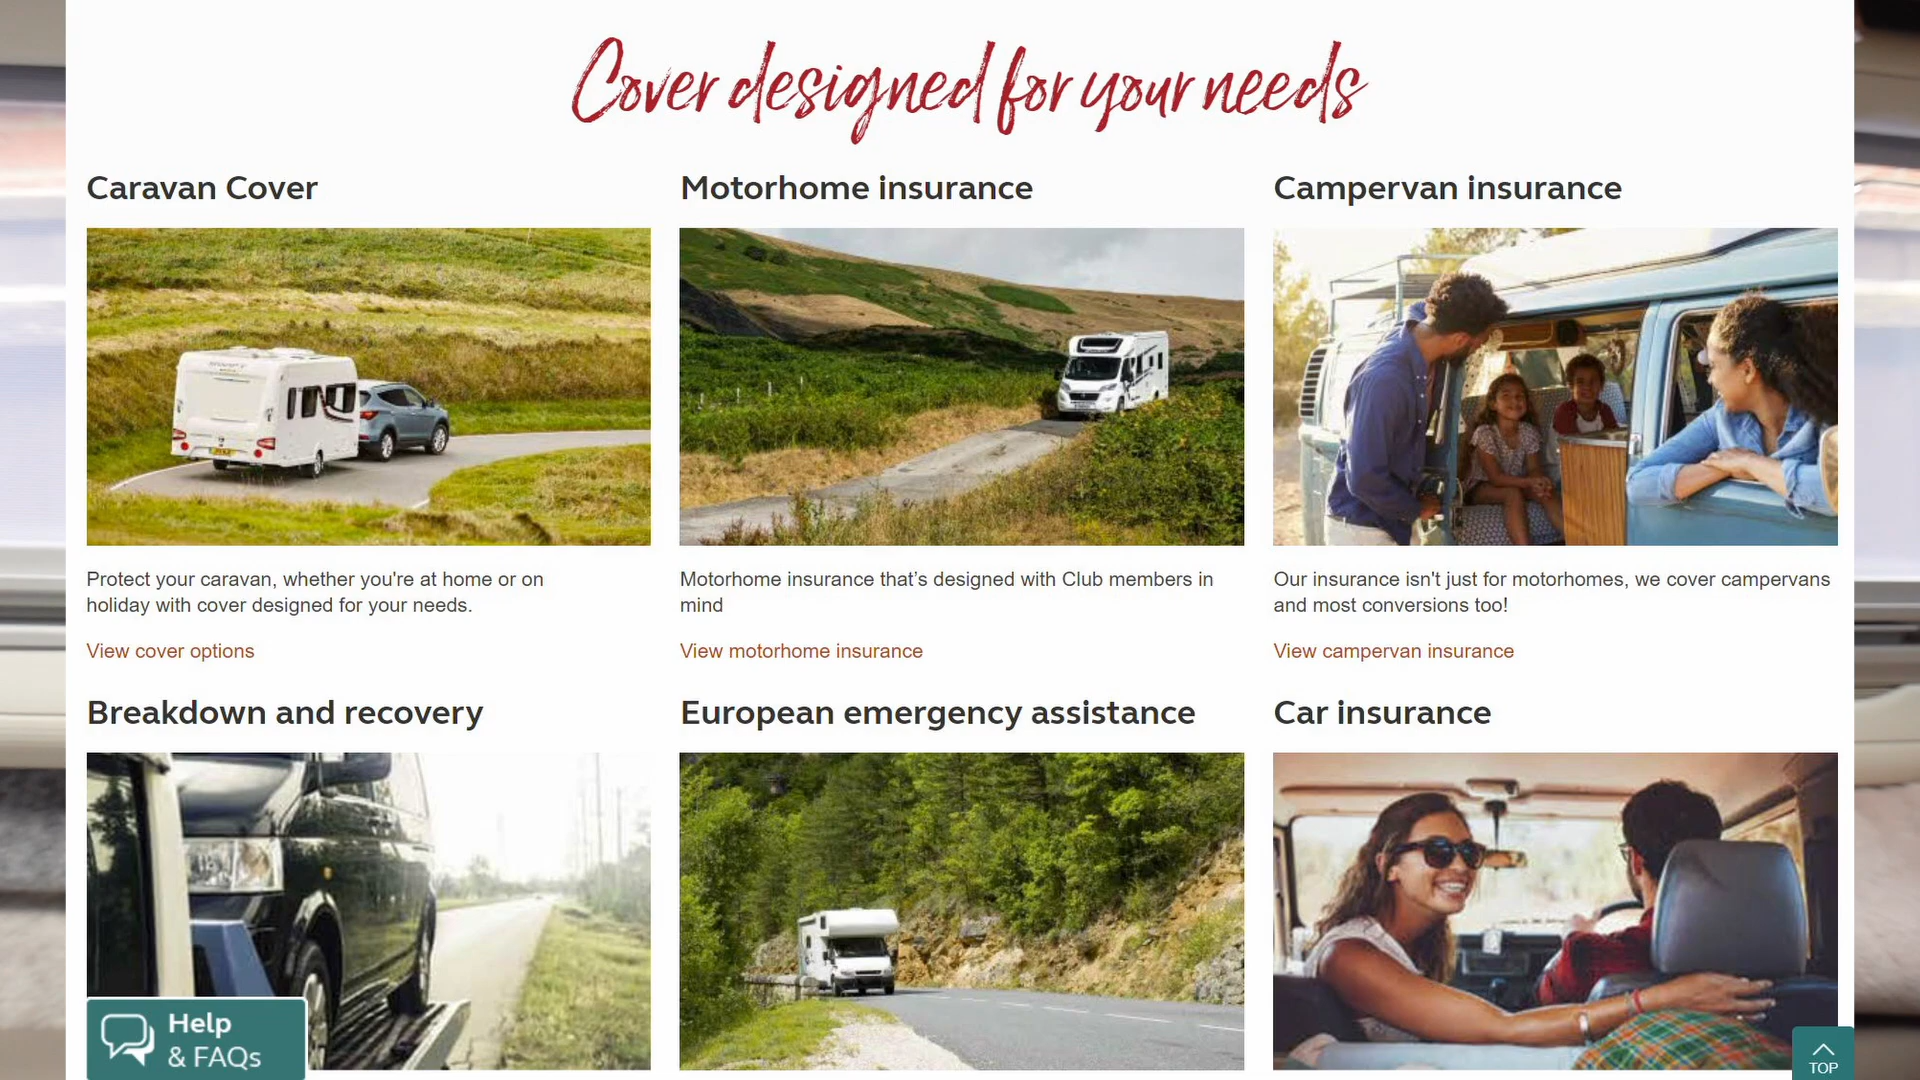 Cover designed for your needs
Caravan Cover
Motorhome insurance
Campervan insurance
Protect your caravan, whether you're at home or on
holiday with cover designed for your needs.
Motorhome insurance that’s designed with Club members in
mind
Our insurance isn't just for motorhomes, we cover campervans
and most conversions too!
View cover options
View motorhome insurance
View campervan insurance
Breakdown and recovery
European emergency assistance
Car insurance
Help
& FAQs
TOP